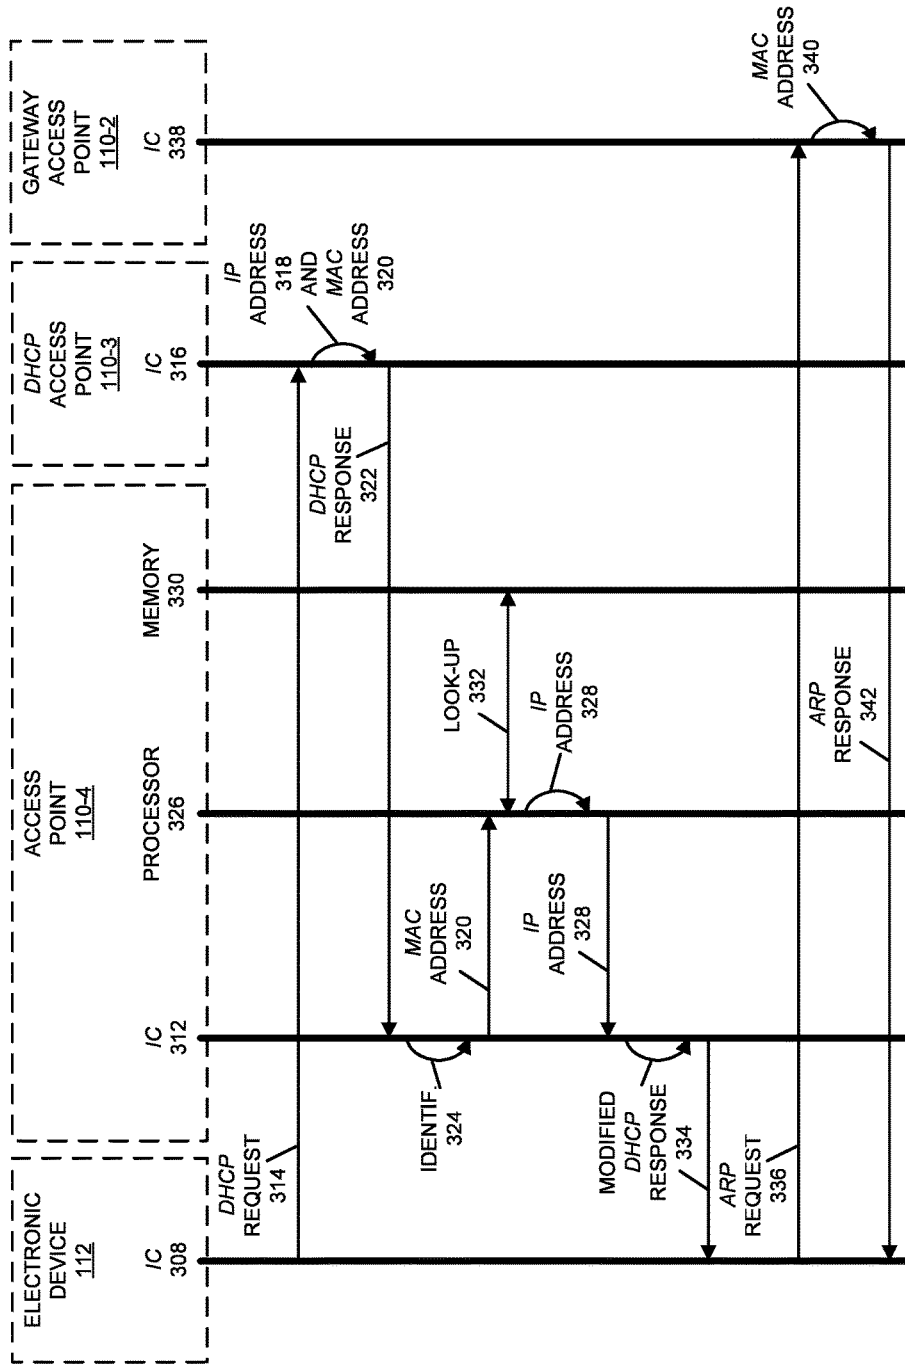 ELECTRONIC
DEVICE
112
IC
308
ACCESS
POINT
110-4
IC
312
PROCESSOR
326
MEMORY
330
DHCP
ACCESS
POINT
110-3
IC
316
GATEWAY
ACCESS
POINT
110-2
IC
338
DHCP
REQUEST
314
IP
ADDRESS
318
AND
MAC
ADDRESS
320
DHCP
RESPONSE
322
IDENTIF.
324
MAC
ADDRESS
320
LOOK-UP
332
IP
ADDRESS
328
IP
ADDRESS
328
MODIFIED
DHCP
RESPONSE
334
ARP
REQUEST
336
MAC
ADDRESS
340
ARP
RESPONSE
342